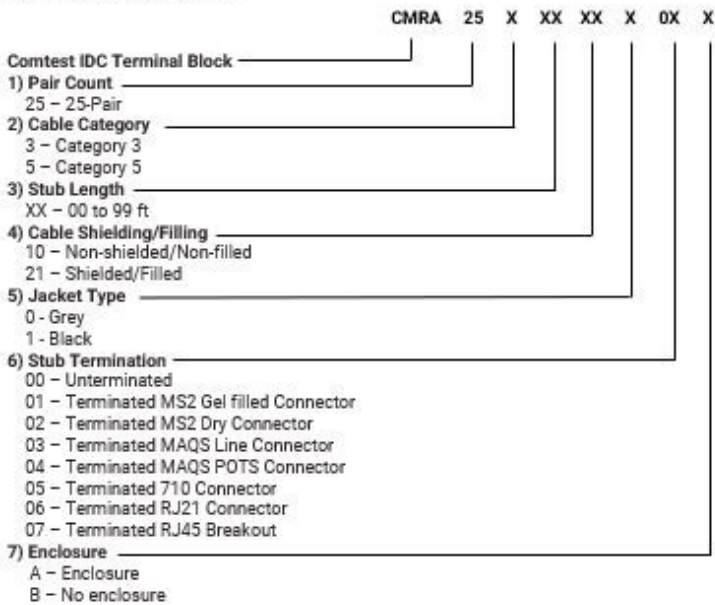 CMRA 25 X XX XX X 0X X
Comtest IDC Terminal Block
1) Pair Count
25 – 25-Pair
2) Cable Category
3 – Category 3
5 – Category 5
3) Stub Length
XX – 00 to 99 ft
4) Cable Shielding/Filling
10 – Non-shielded/Non-filled
21 – Shielded/Filled
5) Jacket Type
0 - Grey
1 - Black
6) Stub Termination
00 – Unterminated
01 – Terminated MS2 Gel filled Connector
02 – Terminated MS2 Dry Connector
03 – Terminated MAQS Line Connector
04 – Terminated MAQS POTS Connector
05 – Terminated 710 Connector
06 – Terminated RJ21 Connector
07 – Terminated RJ45 Breakout
7) Enclosure
A – Enclosure
B – No enclosure